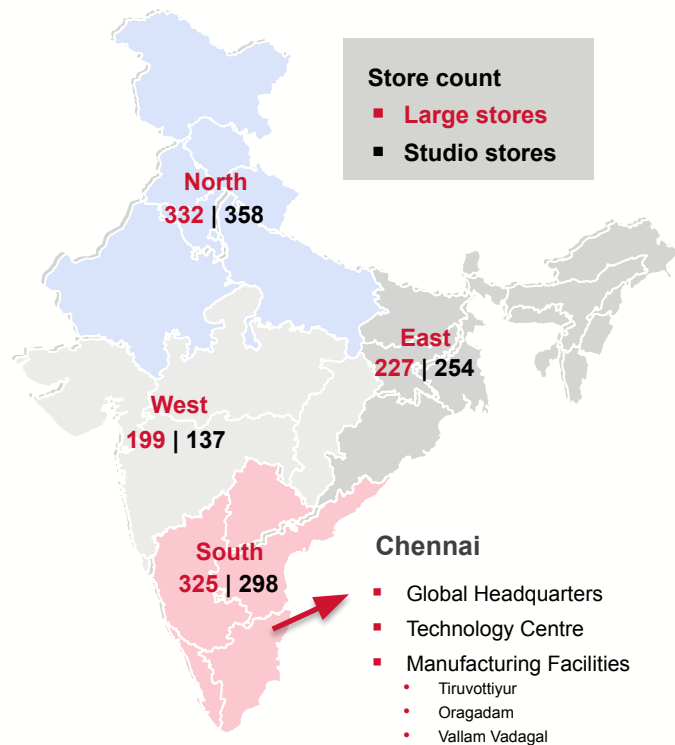 Store count
Large stores
Studio stores
North
332 | 358
East
227 | 254
West
199 | 137
South
325 | 298
Chennai
Global Headquarters
Technology Centre
Manufacturing Facilities
Tiruvottiyur
Oragadam
Vallam Vadagal